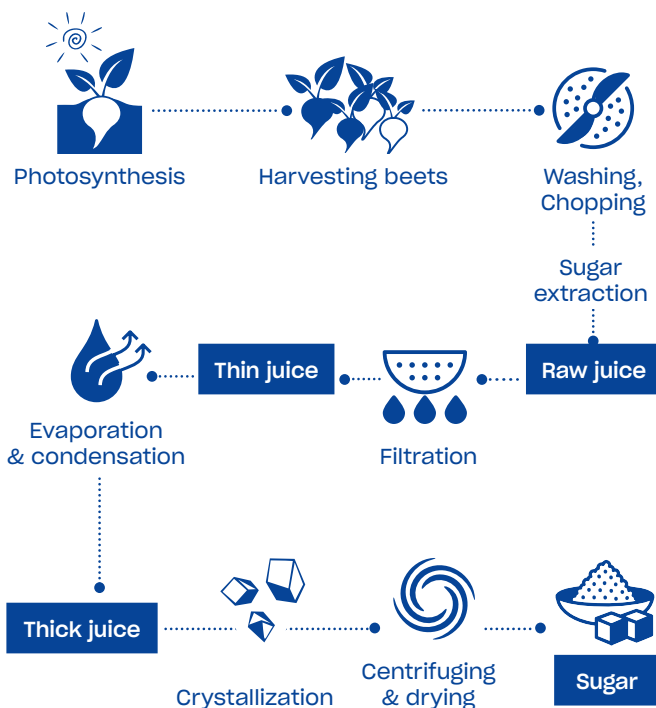 Photosynthesis
Harvesting beets
Washing,
Chopping
Sugar
extraction
Raw juice
Filtration
Thin juice
Evaporation
& condensation
Thick juice
Crystallization
Centrifuging
& drying
Sugar